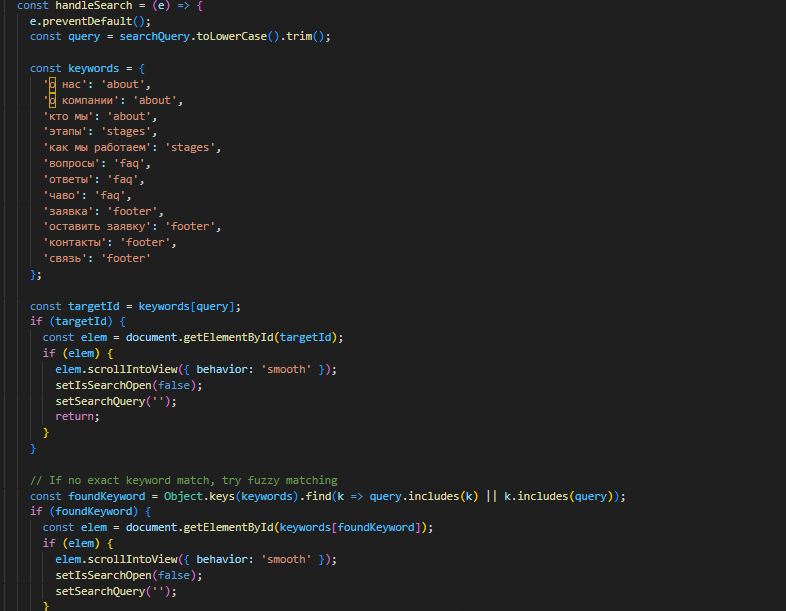 const handleSearch = (e) => {
e.preventDefault();
const query = searchQuery.toLowerCase().trim();
const keywords = {
'о нас': 'about',
'о компании': 'about',
'кто мы': 'about',
'этапы': 'stages',
'как мы работаем': 'stages',
'вопросы': 'faq',
'ответы': 'faq',
'чаво': 'faq',
'заявка': 'footer',
'оставить заявку': 'footer',
'контакты': 'footer',
'связь': 'footer'
};
const targetId = keywords[query];
if (targetId) {
const elem = document.getElementById(targetId);
if (elem) {
elem.scrollIntoView({ behavior: 'smooth' });
setIsSearchOpen(false);
setSearchQuery('');
return;
}
}
// If no exact keyword match, try fuzzy matching
const foundKeyword = Object.keys(keywords).find(k => query.includes(k) || k.includes(query));
if (foundKeyword) {
const elem = document.getElementById(keywords[foundKeyword]);
if (elem) {
elem.scrollIntoView({ behavior: 'smooth' });
setIsSearchOpen(false);
setSearchQuery('');
}